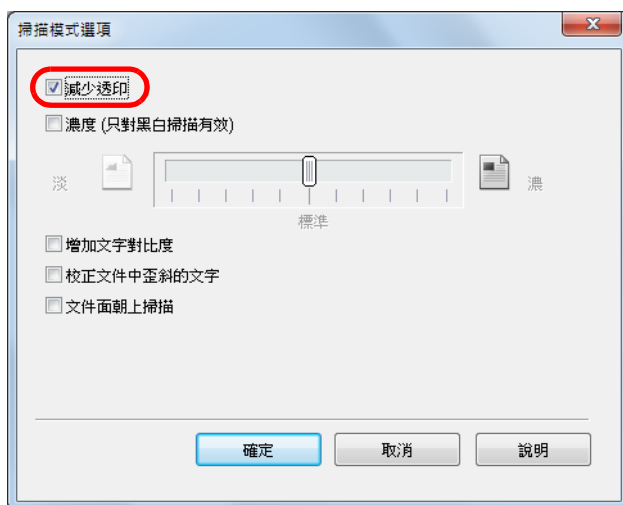 掃描模式選項
減少透印
濃度 (只對黑白掃描有效)
淡 濃
標準
增加文字對比度
校正文件中歪斜的文字
文件面朝上掃描
確定 取消 說明